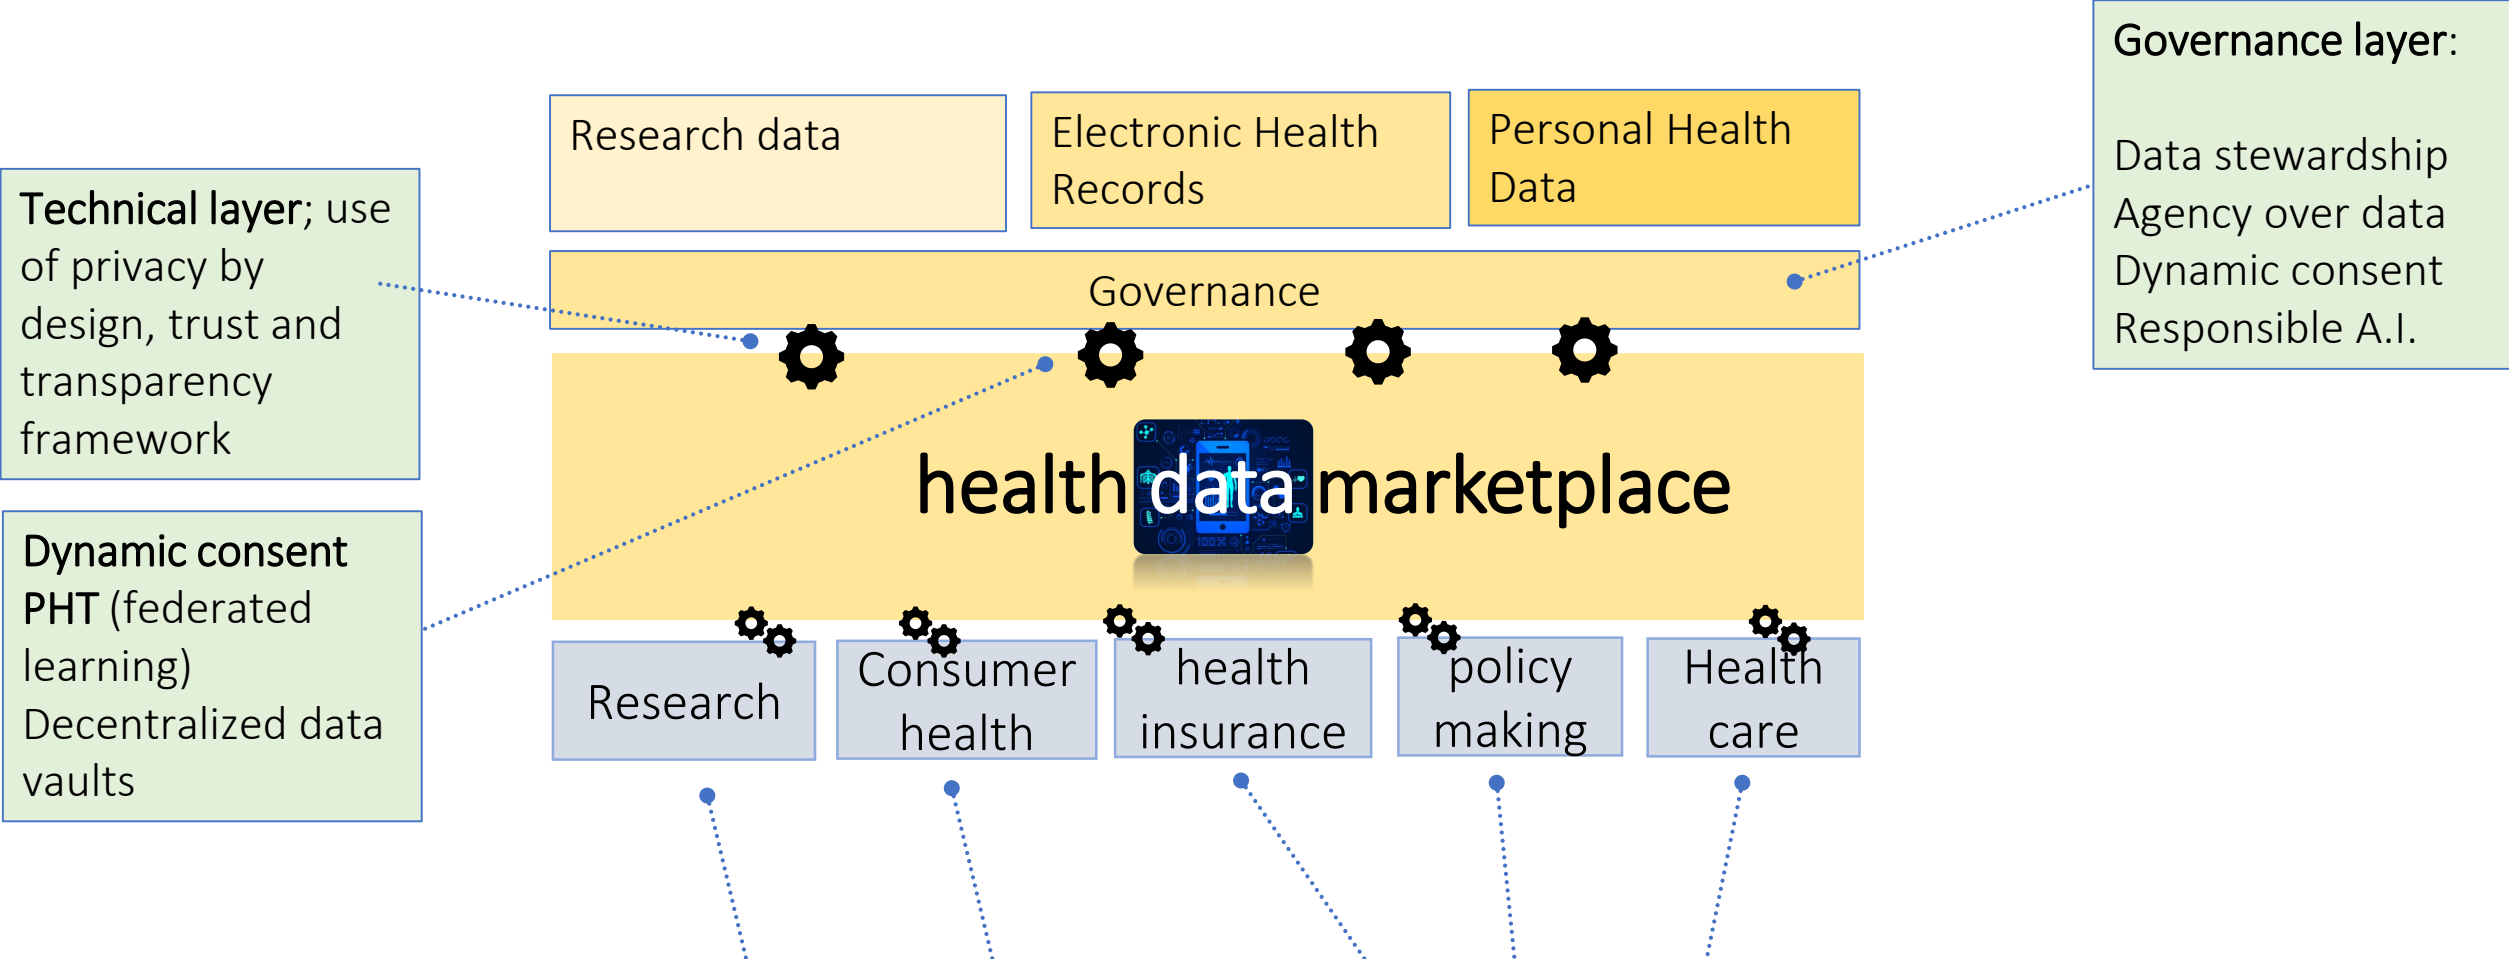 Governance layer:
Data stewardship
Agency over data
Dynamic consent
Responsible A.I.
Research data
Electronic Health
Records
Personal Health
Data
Technical layer; use
of privacy by
design, trust and
transparency
framework
Governance
health data marketplace
Dynamic consent
PHT (federated
learning)
Decentralized data
vaults
Research
Consumer
health
health
insurance
policy
making
Health
care